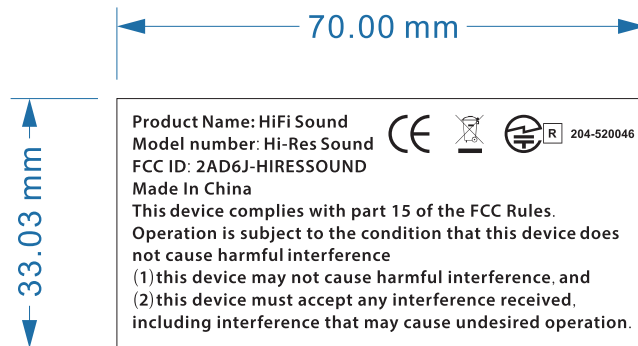 70.00 mm
33.03 mm
Product Name: HiFi Sound
Model number: Hi-Res Sound
FCC ID: 2AD6J-HIRESSOUND
Made In China
CE
R 204-520046
This device complies with part 15 of the FCC Rules.
Operation is subject to the condition that this device does
not cause harmful interference
(1)this device may not cause harmful interference, and
(2)this device must accept any interference received,
including interference that may cause undesired operation.